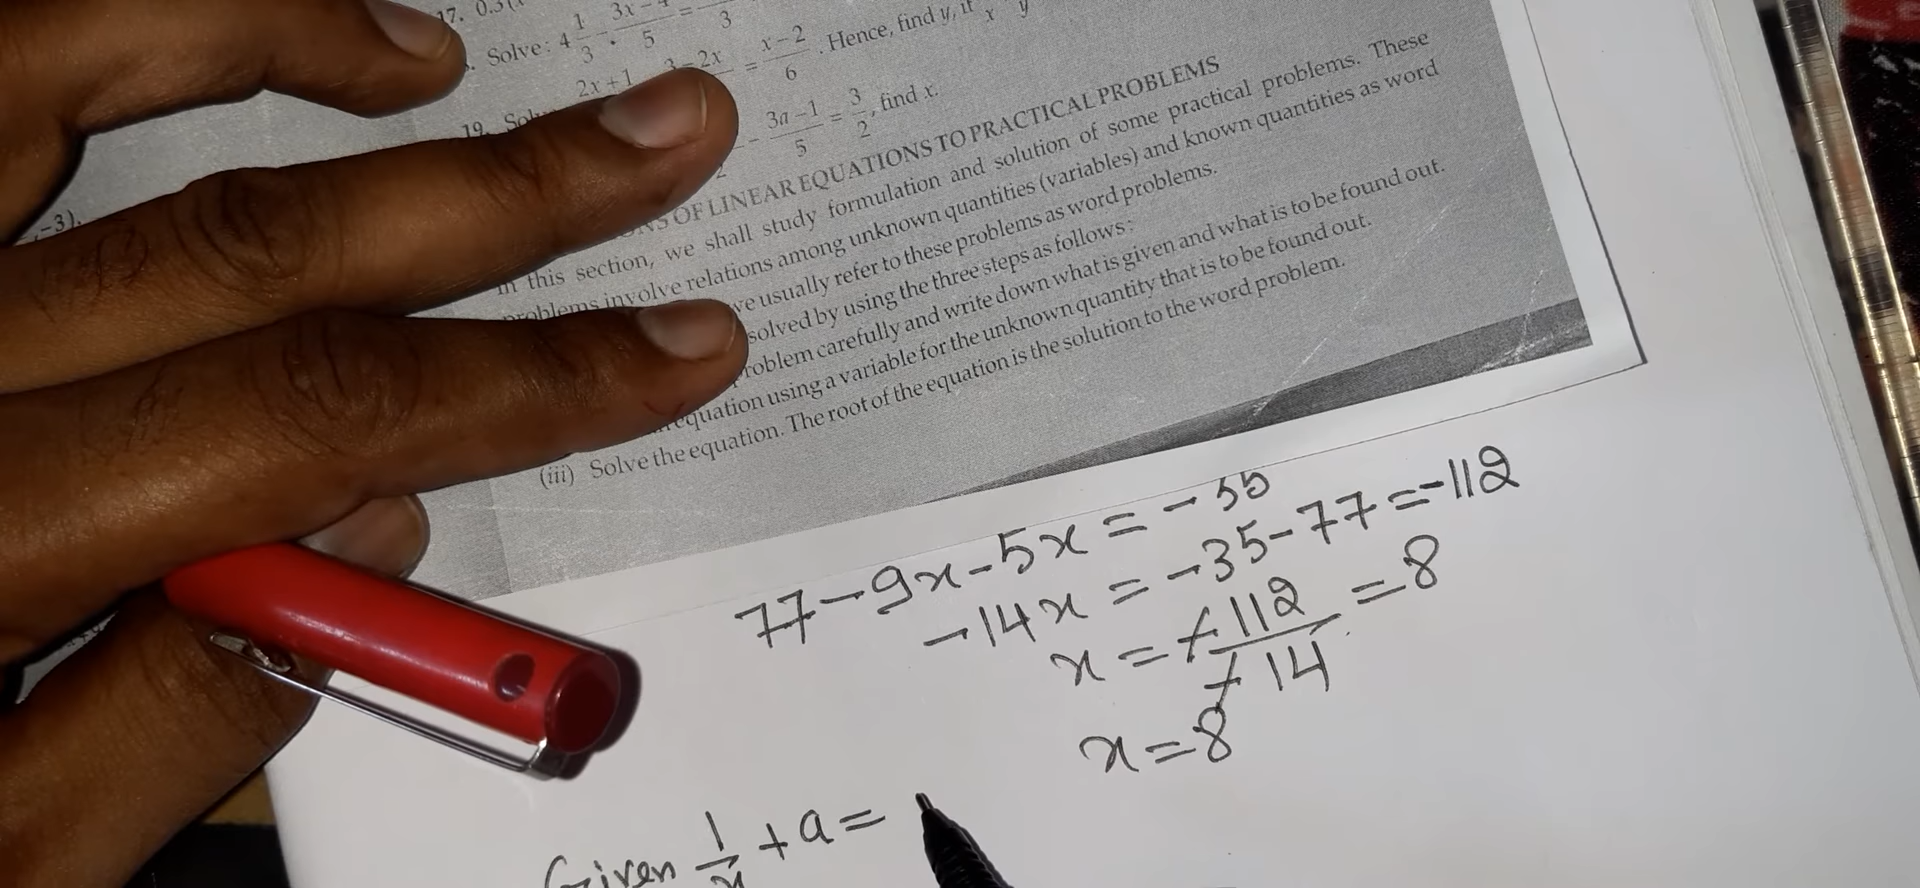 17. 0.3(x
Solve: 4 1/3 · 3x – 4/5 = /3
2x + 1 3 – 2x = x – 2/6 . Hence, find y, if x y
19. Sol – 3a – 1/5 = 3/2, find x.
–3).
NS OF LINEAR EQUATIONS TO PRACTICAL PROBLEMS
In this section, we shall study formulation and solution of some practical problems. These
problems involve relations among unknown quantities (variables) and known quantities as word
we usually refer to these problems as word problems.
solved by using the three steps as follows:
problem carefully and write down what is given and what is to be found out.
equation using a variable for the unknown quantity that is to be found out.
(iii) Solve the equation. The root of the equation is the solution to the word problem.
77 – 9x – 5x = – 35
– 14x = – 35 – 77 = – 112
x = – 112/– 14 = 8
x = 8
Given 1/x + a =